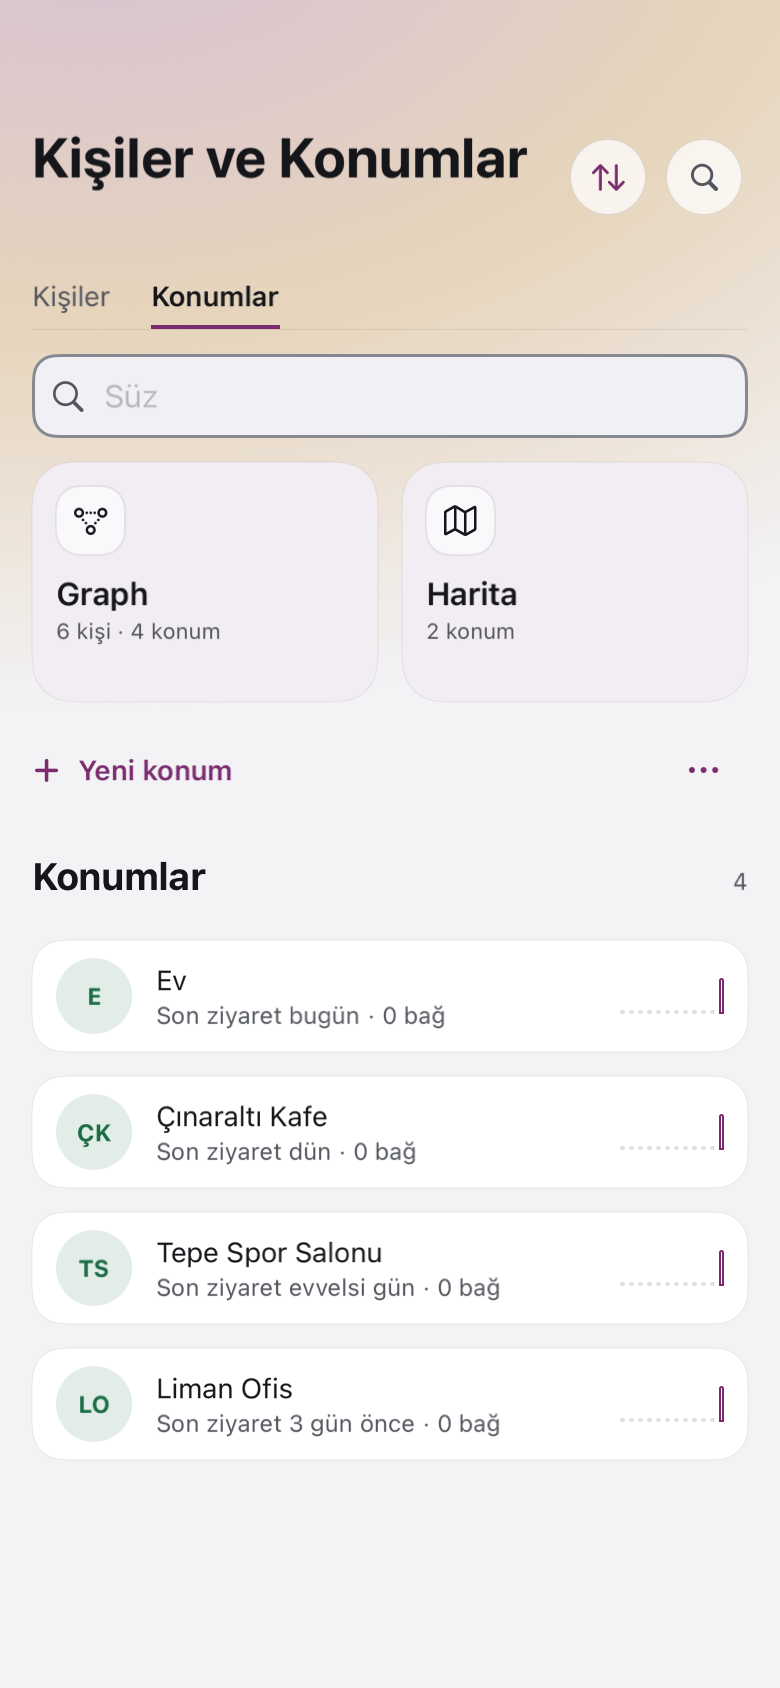 Kişiler ve Konumlar
Kişiler
Konumlar
Süz
Graph
6 kişi · 4 konum
Harita
2 konum
Yeni konum
Konumlar
4
E
Ev
Son ziyaret bugün · 0 bağ
ÇK
Çınaraltı Kafe
Son ziyaret dün · 0 bağ
TS
Tepe Spor Salonu
Son ziyaret evvelsi gün · 0 bağ
LO
Liman Ofis
Son ziyaret 3 gün önce · 0 bağ